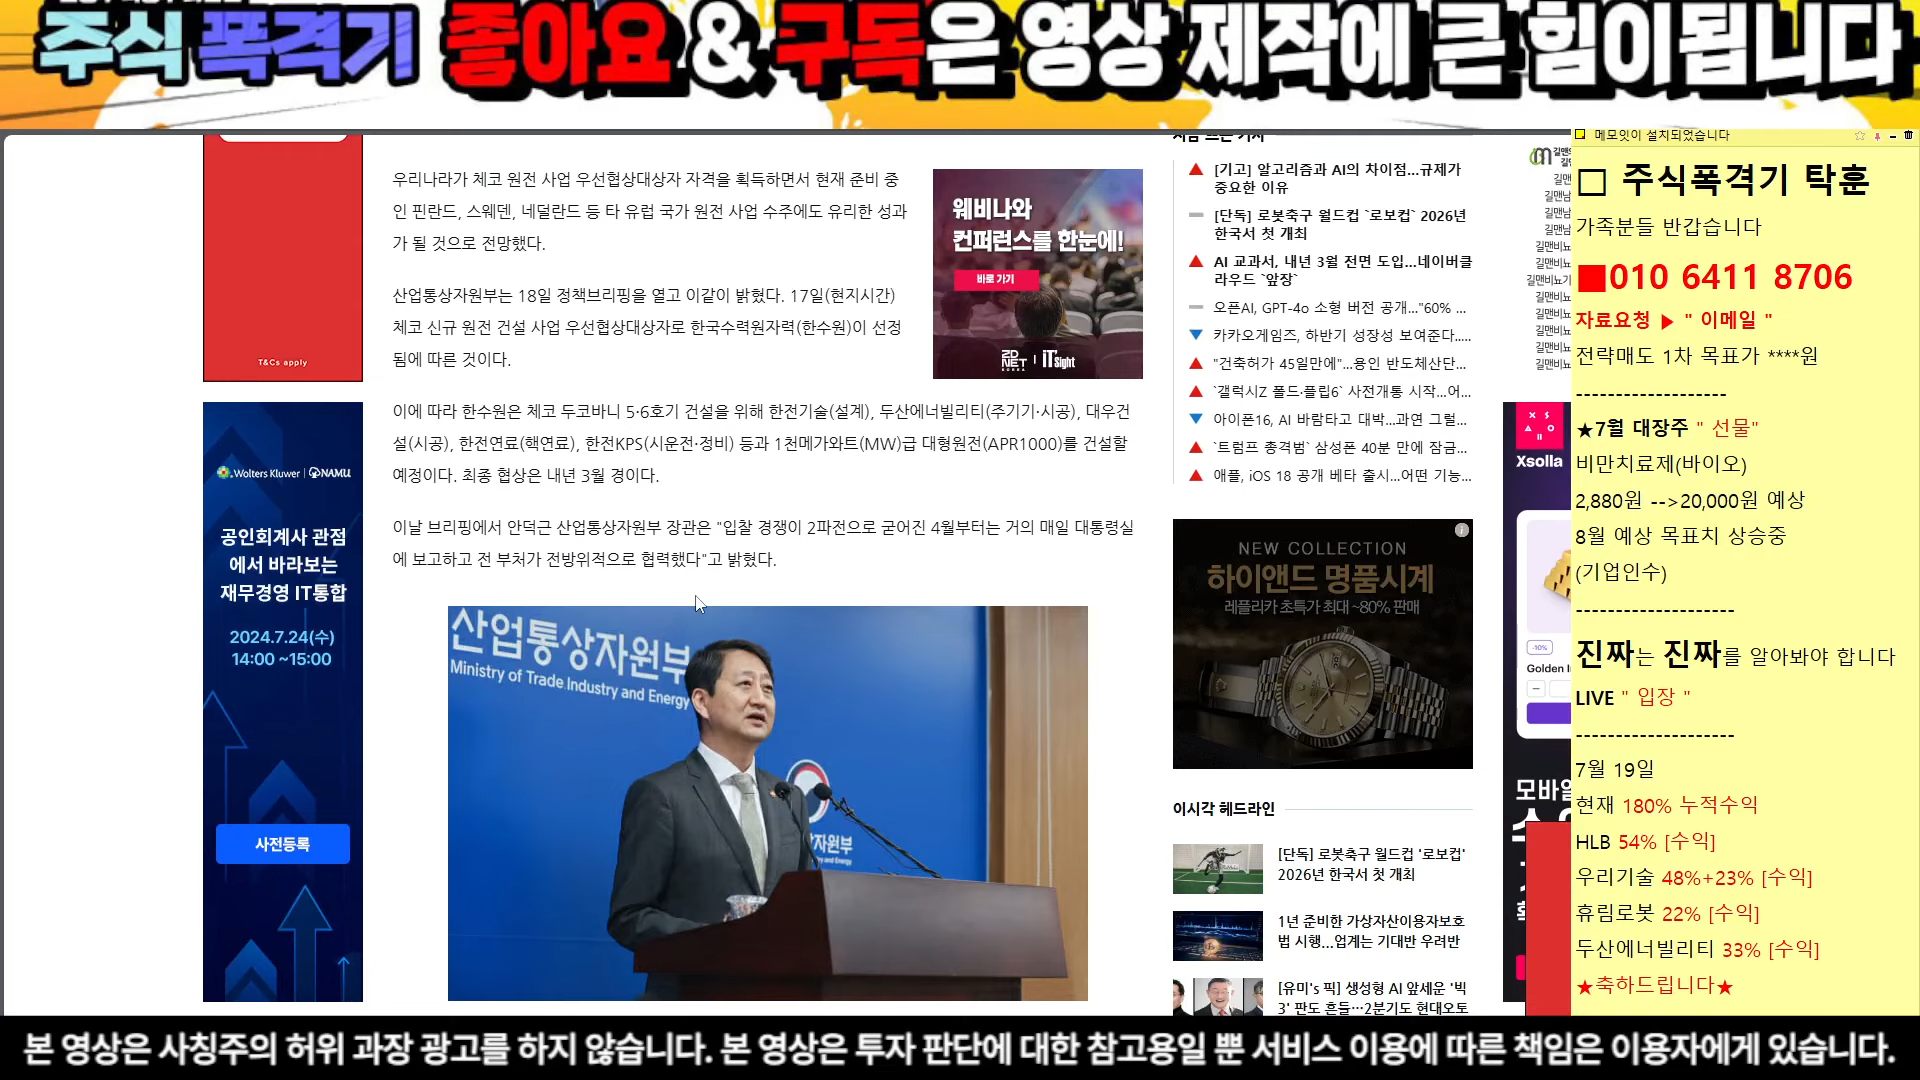 주식 폭격기 좋아요 & 구독은 영상 제작에 큰 힘이됩니다
T&Cs apply
Wolters Kluwer | NAMU
공인회계사 관점
에서 바라보는
재무경영 IT통합
2024.7.24(수)
14:00 ~15:00
사전등록
우리나라가 체코 원전 사업 우선협상대상자 자격을 획득하면서 현재 준비 중
인 핀란드, 스웨덴, 네덜란드 등 타 유럽 국가 원전 사업 수주에도 유리한 성과
가 될 것으로 전망했다.
산업통상자원부는 18일 정책브리핑을 열고 이같이 밝혔다. 17일(현지시간)
체코 신규 원전 건설 사업 우선협상대상자로 한국수력원자력(한수원)이 선정
됨에 따른 것이다.
이에 따라 한수원은 체코 두코바니 5·6호기 건설을 위해 한전기술(설계), 두산에너빌리티(주기기·시공), 대우건
설(시공), 한전연료(핵연료), 한전KPS(시운전·정비) 등과 1천메가와트(MW)급 대형원전(APR1000)를 건설할
예정이다. 최종 협상은 내년 3월 경이다.
이날 브리핑에서 안덕근 산업통상자원부 장관은 "입찰 경쟁이 2파전으로 굳어진 4월부터는 거의 매일 대통령실
에 보고하고 전 부처가 전방위적으로 협력했다"고 밝혔다.
산업통상자원부
Ministry of Trade, Industry and Energy
웨비나와
컨퍼런스를 한눈에!
바로 가기
ZDNET KOREA | iT Sight
지금 뜨는 기사
[기고] 알고리즘과 AI의 차이점...규제가
중요한 이유
[단독] 로봇축구 월드컵 `로보컵` 2026년
한국서 첫 개최
AI 교과서, 내년 3월 전면 도입...네이버클
라우드 `앞장`
오픈AI, GPT-4o 소형 버전 공개..."60% ...
카카오게임즈, 하반기 성장성 보여준다.....
"건축허가 45일만에"...용인 반도체산단...
`갤럭시Z 폴드·플립6` 사전개통 시작...어...
아이폰16, AI 바람타고 대박...과연 그럴...
`트럼프 총격범` 삼성폰 40분 만에 잠금...
애플, iOS 18 공개 베타 출시...어떤 기능...
NEW COLLECTION
하이앤드 명품시계
레플리카 초특가 최대 ~80% 판매
이시각 헤드라인
[단독] 로봇축구 월드컵 '로보컵'
2026년 한국서 첫 개최
1년 준비한 가상자산이용자보호
법 시행...업계는 기대반 우려반
[유미's 픽] 생성형 AI 앞세운 '빅
3' 판도 흔들…2분기도 현대오토
Xsolla
-10%
Golden
모바일
메모잇이 설치되었습니다
□ 주식폭격기 탁훈
가족분들 반갑습니다
■010 6411 8706
자료요청 ▶ " 이메일 "
전략매도 1차 목표가 ****원
-------------------
★7월 대장주 " 선물"
비만치료제(바이오)
2,880원 -->20,000원 예상
8월 예상 목표치 상승중
(기업인수)
--------------------
진짜는 진짜를 알아봐야 합니다
LIVE " 입장 "
--------------------
7월 19일
현재 180% 누적수익
HLB 54% [수익]
우리기술 48%+23% [수익]
휴림로봇 22% [수익]
두산에너빌리티 33% [수익]
★축하드립니다★
본 영상은 사칭주의 허위 과장 광고를 하지 않습니다. 본 영상은 투자 판단에 대한 참고용일 뿐 서비스 이용에 따른 책임은 이용자에게 있습니다.